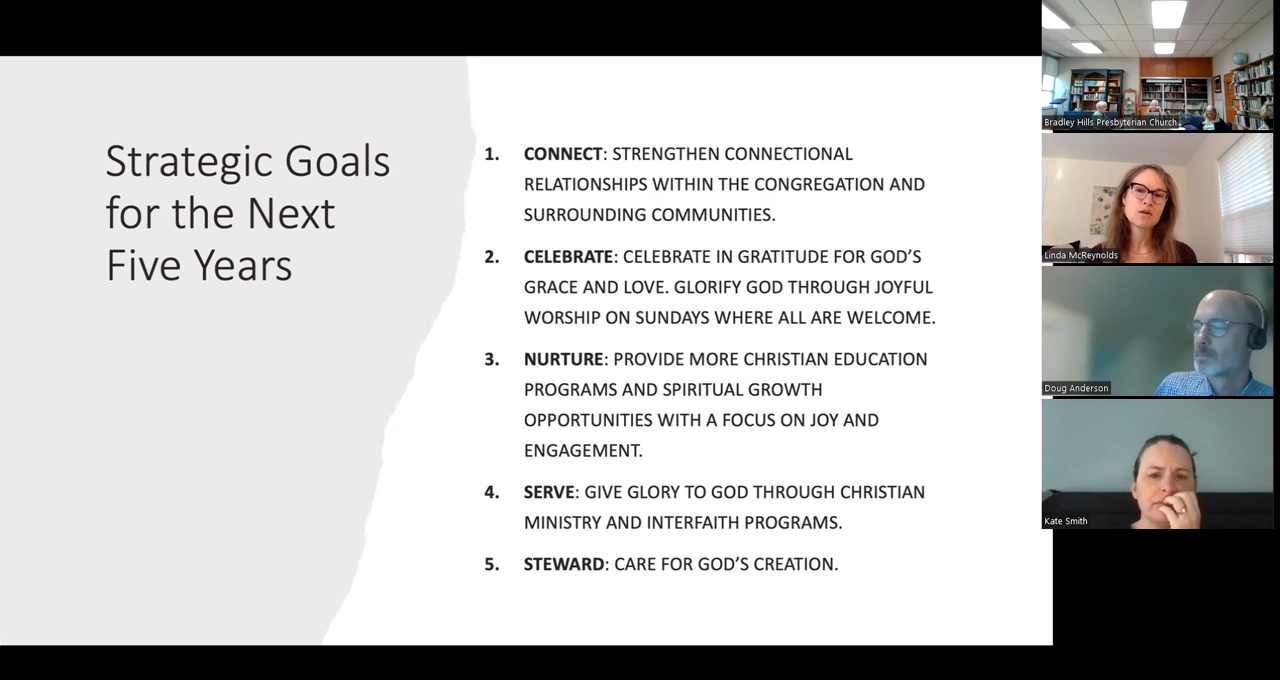 Strategic Goals
for the Next
Five Years
1. CONNECT: STRENGTHEN CONNECTIONAL
RELATIONSHIPS WITHIN THE CONGREGATION AND
SURROUNDING COMMUNITIES.
2. CELEBRATE: CELEBRATE IN GRATITUDE FOR GOD’S
GRACE AND LOVE. GLORIFY GOD THROUGH JOYFUL
WORSHIP ON SUNDAYS WHERE ALL ARE WELCOME.
3. NURTURE: PROVIDE MORE CHRISTIAN EDUCATION
PROGRAMS AND SPIRITUAL GROWTH
OPPORTUNITIES WITH A FOCUS ON JOY AND
ENGAGEMENT.
4. SERVE: GIVE GLORY TO GOD THROUGH CHRISTIAN
MINISTRY AND INTERFAITH PROGRAMS.
5. STEWARD: CARE FOR GOD’S CREATION.
Bradley Hills Presbyterian Church
Linda McReynolds
Doug Anderson
Kate Smith